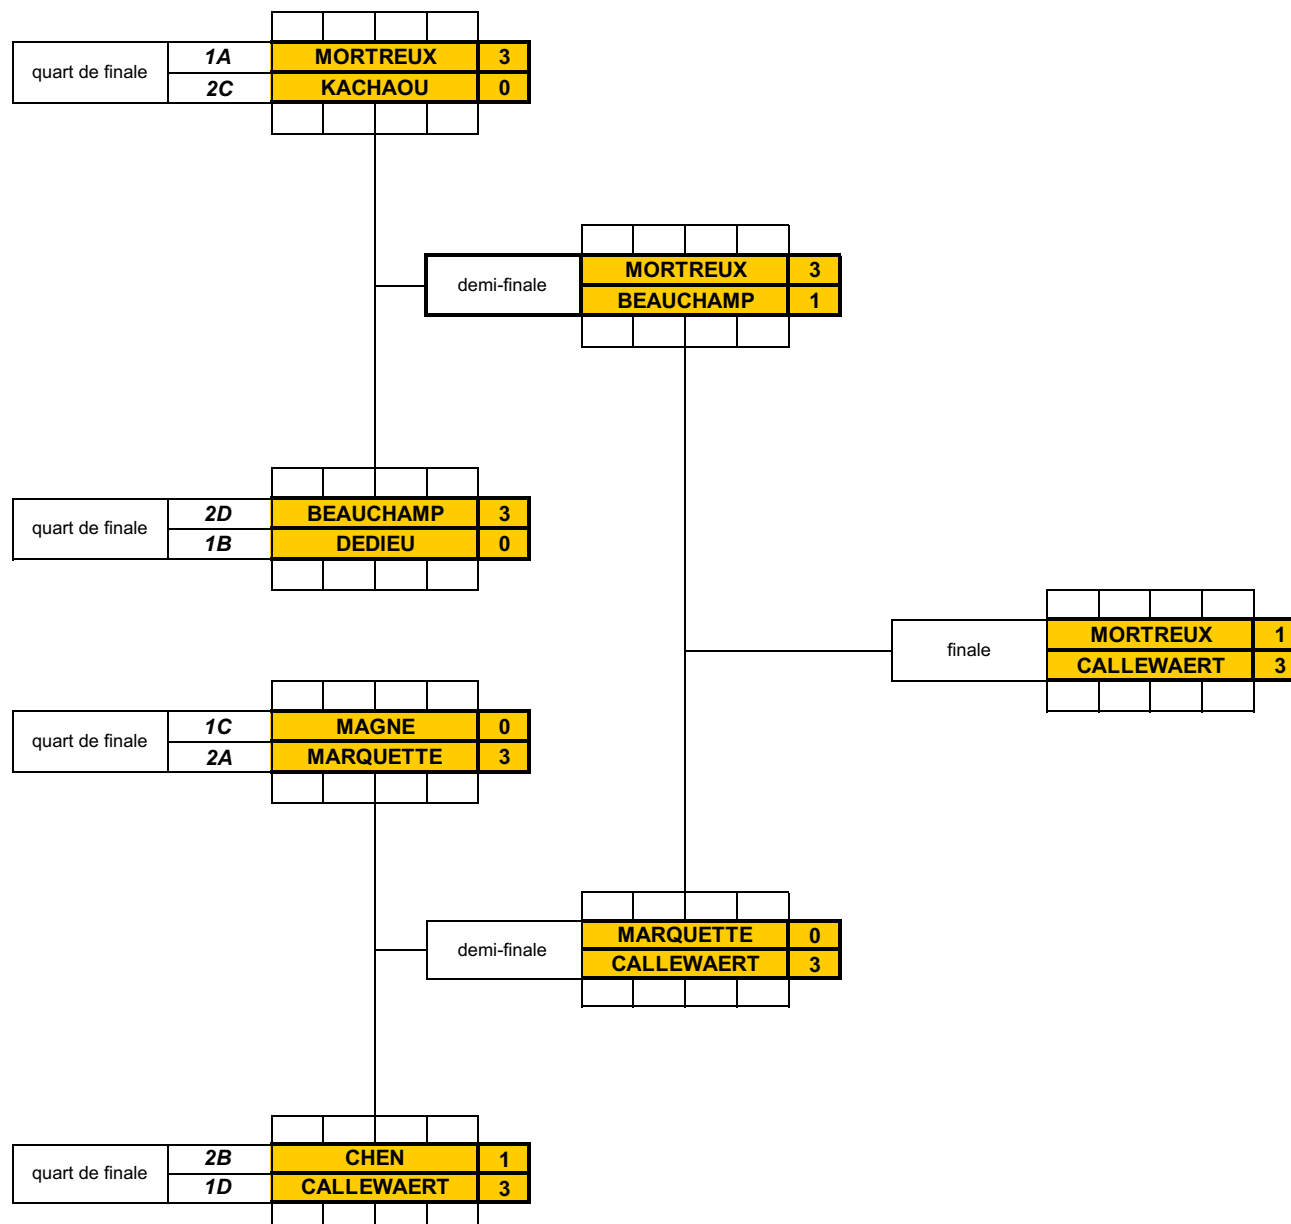 quart de finale 1A MORTREUX 3
2C KACHAOU 0
demi-finale MORTREUX 3
BEAUCHAMP 1
quart de finale 2D BEAUCHAMP 3
1B DEDIEU 0
finale MORTREUX 1
CALLEWAERT 3
quart de finale 1C MAGNE 0
2A MARQUETTE 3
demi-finale MARQUETTE 0
CALLEWAERT 3
quart de finale 2B CHEN 1
1D CALLEWAERT 3